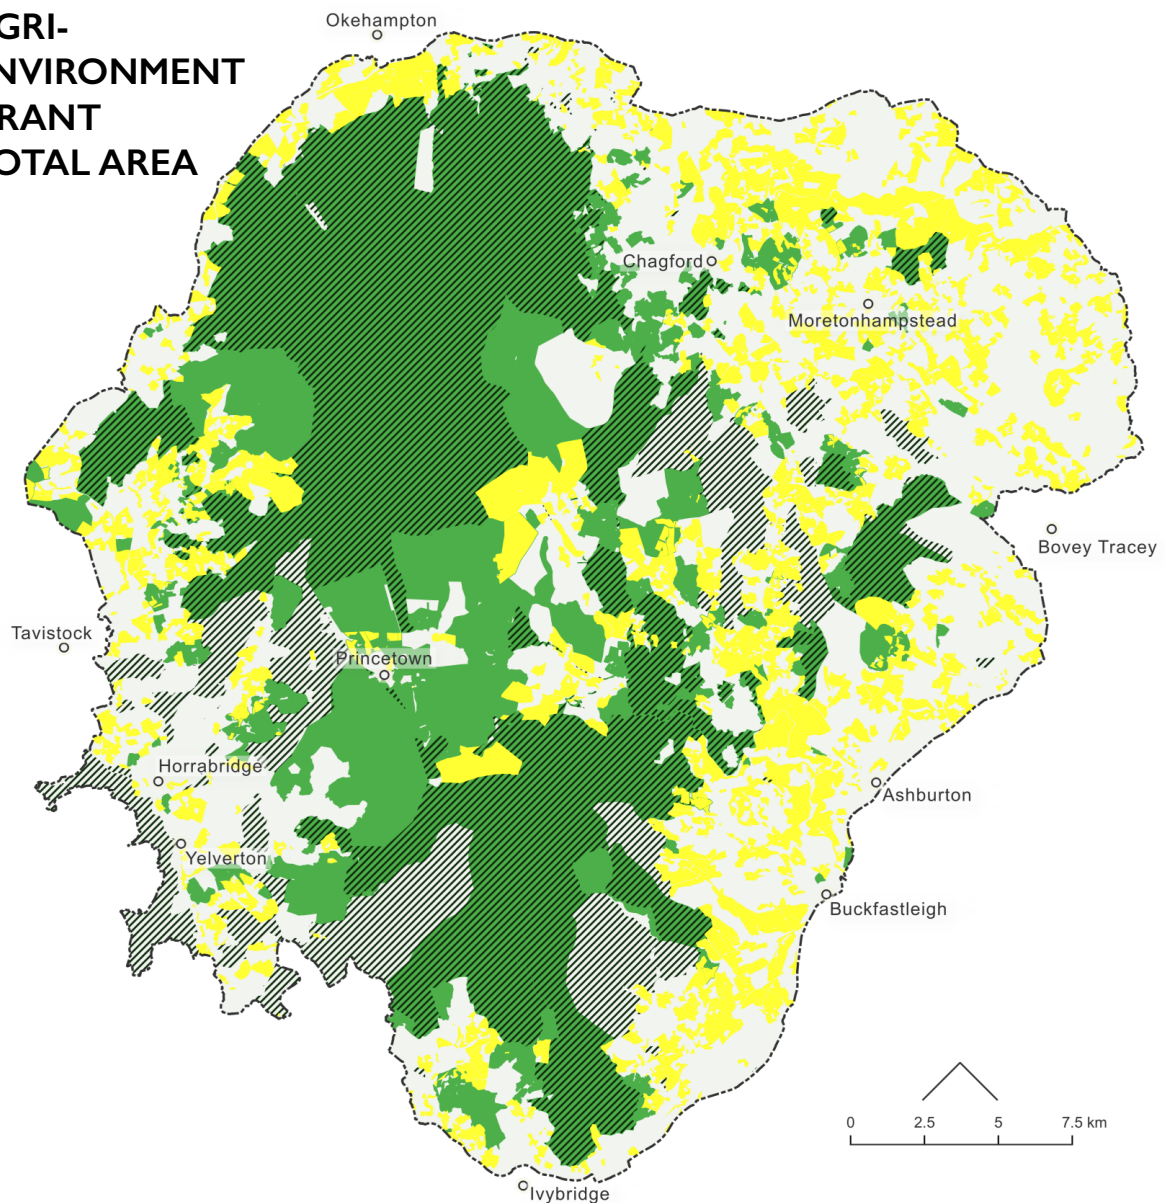 GRI-
NVIRONMENT
RANT
OTAL AREA
Okehampton
Chagford
Moretonhampstead
Bovey Tracey
Tavistock
Princetown
Horrabridge
Ashburton
Yelverton
Buckfastleigh
0 2.5 5 7.5 km
Ivybridge